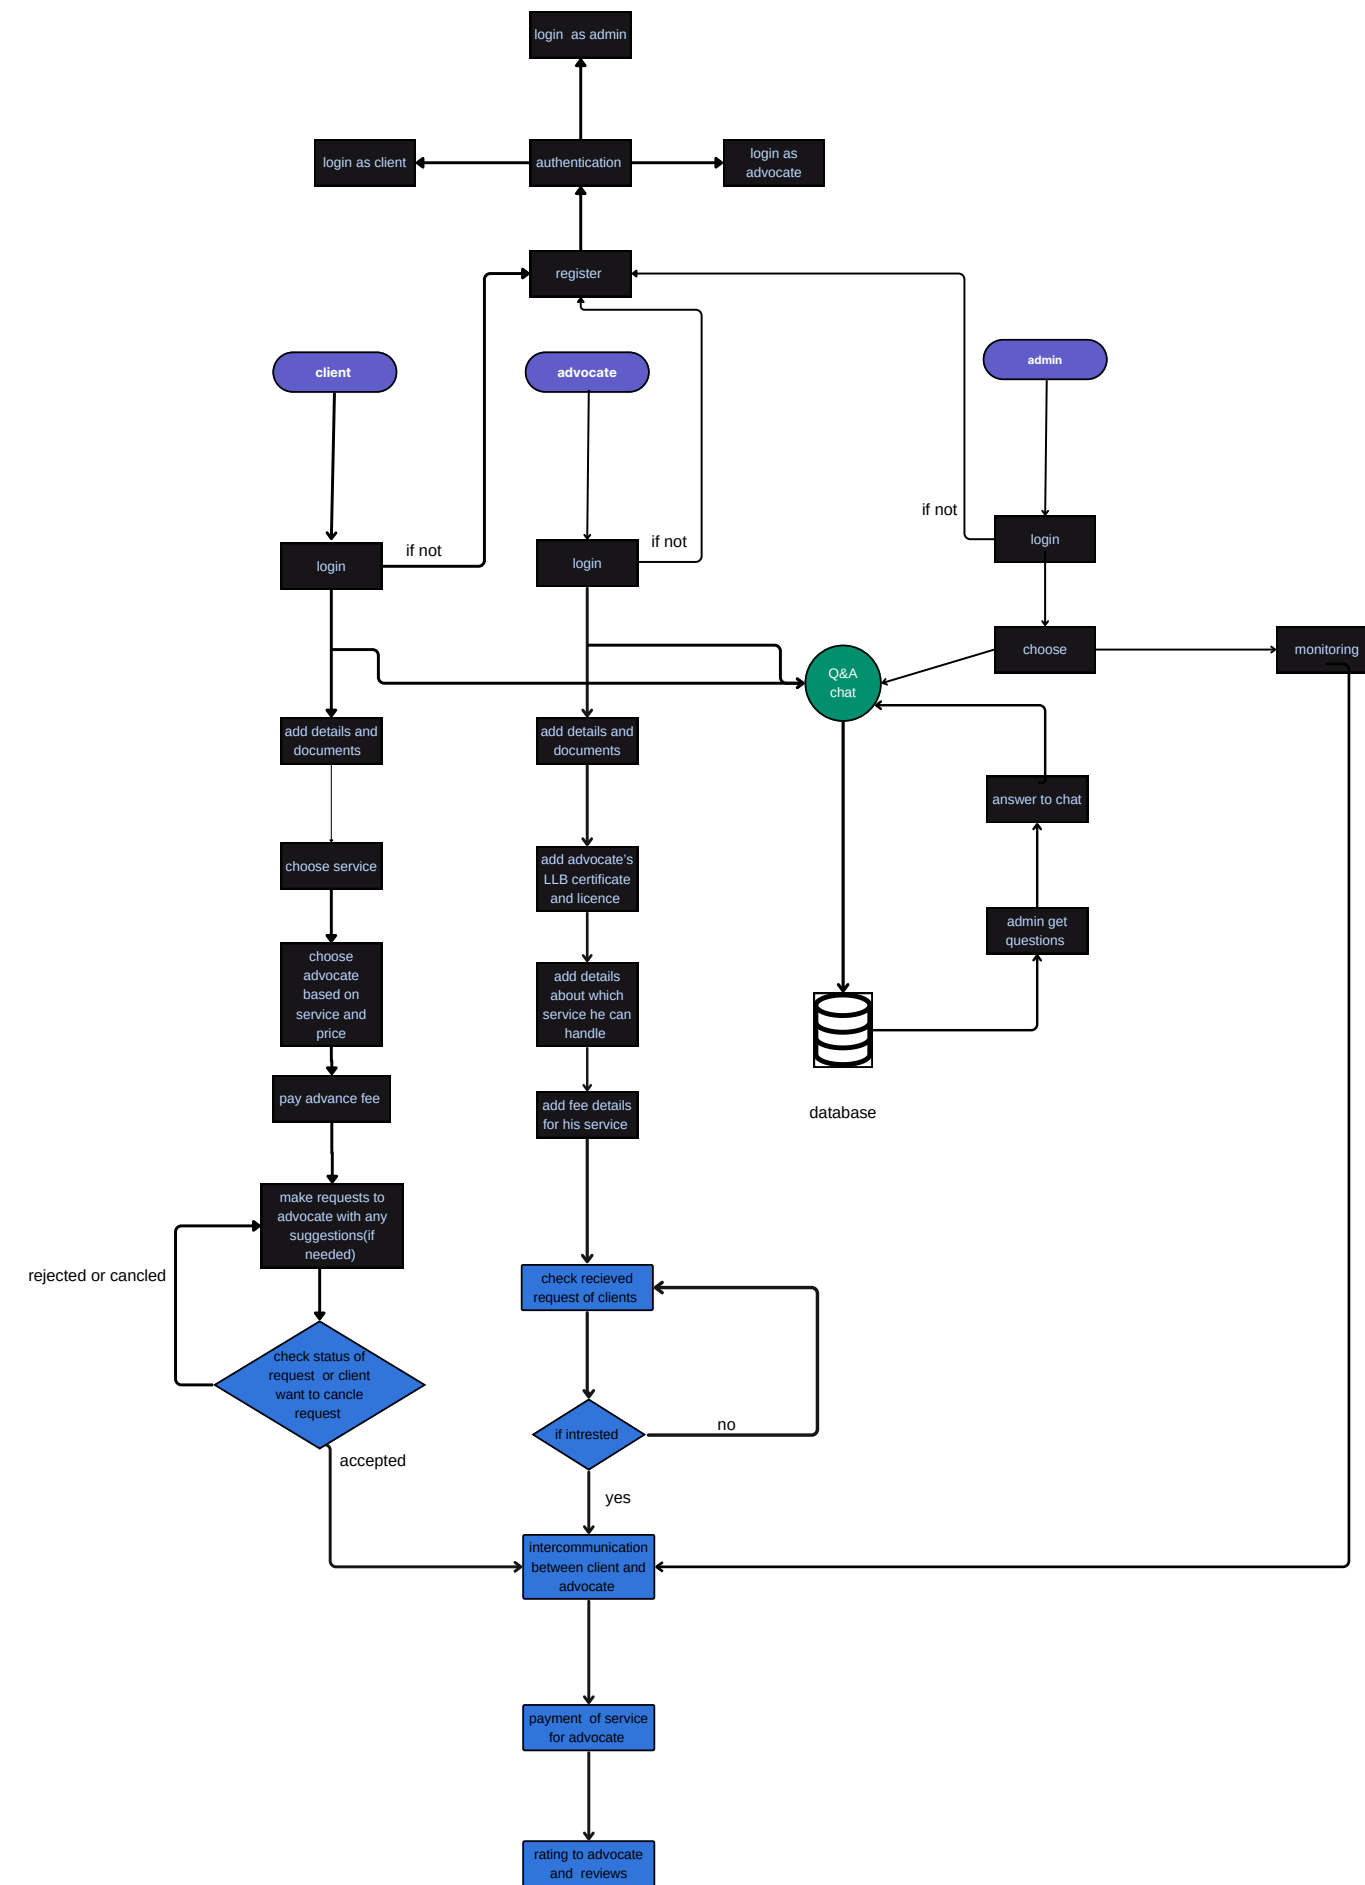 login as admin
login as client
authentication
login as
advocate
register
client
advocate
admin
if not
login
if not
login
if not
login
choose
monitoring
Q&A
chat
add details and
documents
add details and
documents
answer to chat
choose service
add advocate's
LLB certificate
and licence
admin get
questions
choose
advocate
based on
service and
price
add details
about which
service he can
handle
pay advance fee
add fee details
for his service
database
make requests to
advocate with any
suggestions(if
needed)
rejected or cancled
check recieved
request of clients
check status of
request or client
want to cancle
request
if intrested
no
accepted
yes
intercommunication
between client and
advocate
payment of service
for advocate
rating to advocate
and reviews